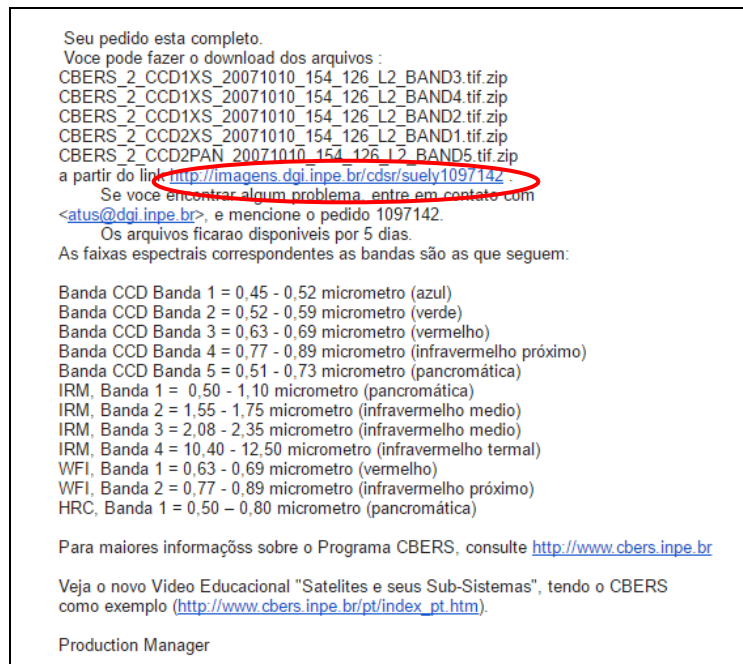 Seu pedido esta completo.
Voce pode fazer o download dos arquivos :
CBERS_2_CCD1XS_20071010_154_126_L2_BAND3.tif.zip
CBERS_2_CCD1XS_20071010_154_126_L2_BAND4.tif.zip
CBERS_2_CCD1XS_20071010_154_126_L2_BAND2.tif.zip
CBERS_2_CCD2XS_20071010_154_126_L2_BAND1.tif.zip
CBERS_2_CCD2PAN_20071010_154_126_L2_BAND5.tif.zip
a partir do link http://imagens.dgi.inpe.br/cdsr/suely1097142 .
Se voce encontrar algum problema, entre em contato com
<atus@dgi.inpe.br>, e mencione o pedido 1097142.
Os arquivos ficarao disponiveis por 5 dias.
As faixas espectrais correspondentes as bandas são as que seguem:
Banda CCD Banda 1 = 0,45 - 0,52 micrometro (azul)
Banda CCD Banda 2 = 0,52 - 0,59 micrometro (verde)
Banda CCD Banda 3 = 0,63 - 0,69 micrometro (vermelho)
Banda CCD Banda 4 = 0,77 - 0,89 micrometro (infravermelho próximo)
Banda CCD Banda 5 = 0,51 - 0,73 micrometro (pancromática)
IRM, Banda 1 = 0,50 - 1,10 micrometro (pancromática)
IRM, Banda 2 = 1,55 - 1,75 micrometro (infravermelho medio)
IRM, Banda 3 = 2,08 - 2,35 micrometro (infravermelho medio)
IRM, Banda 4 = 10,40 - 12,50 micrometro (infravermelho termal)
WFI, Banda 1 = 0,63 - 0,69 micrometro (vermelho)
WFI, Banda 2 = 0,77 - 0,89 micrometro (infravermelho próximo)
HRC, Banda 1 = 0,50 – 0,80 micrometro (pancromática)
Para maiores informaçõss sobre o Programa CBERS, consulte http://www.cbers.inpe.br
Veja o novo Video Educacional "Satelites e seus Sub-Sistemas", tendo o CBERS
como exemplo (http://www.cbers.inpe.br/pt/index_pt.htm).
Production Manager